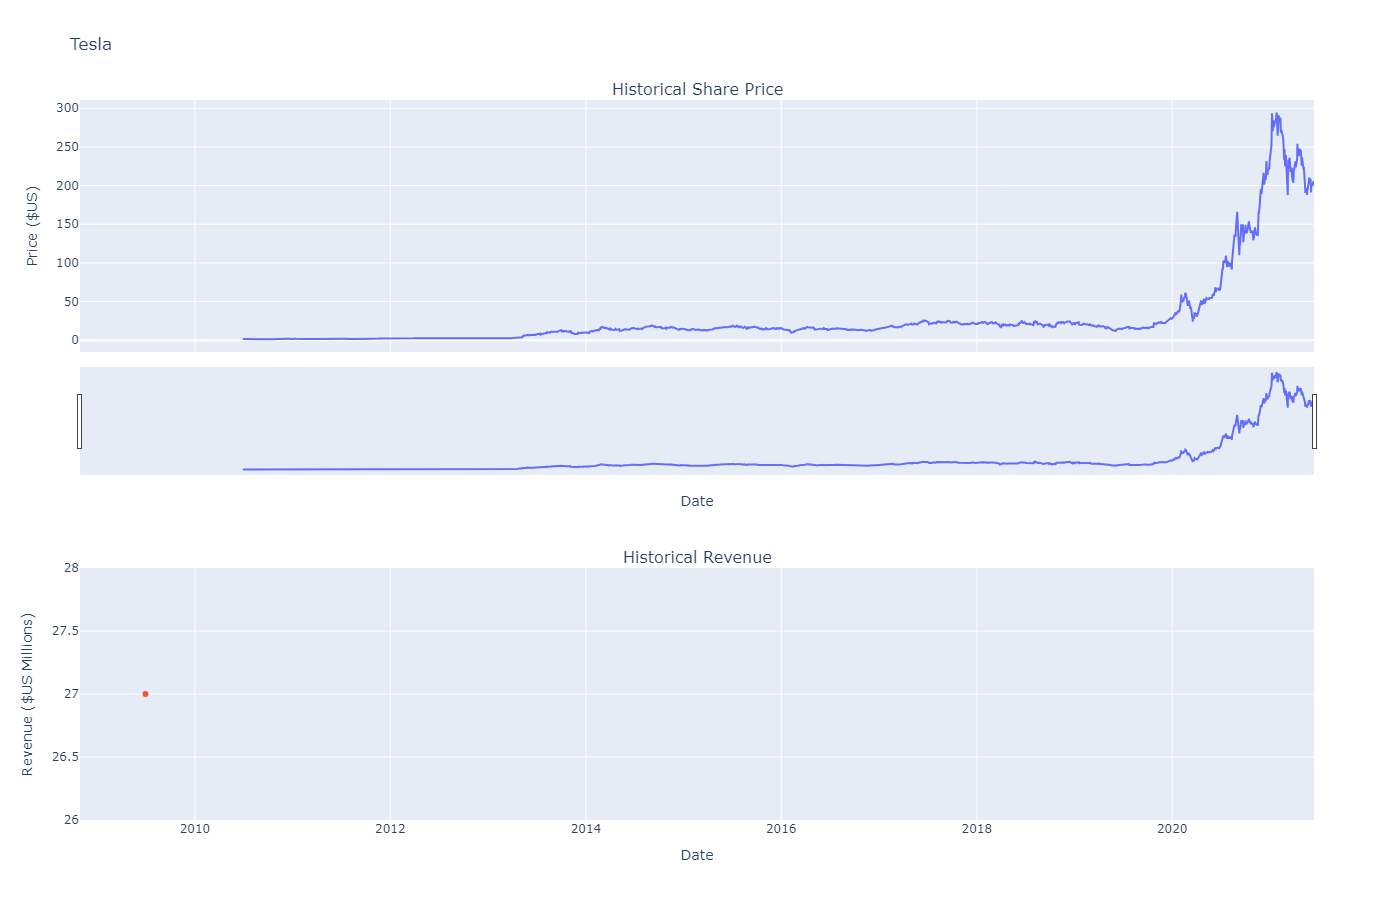 Tesla
Historical Share Price
300
250
200
150
100
50
0
Price ($US)
Date
Historical Revenue
28
27.5
27
26.5
26
Revenue ($US Millions)
2010 2012 2014 2016 2018 2020
Date